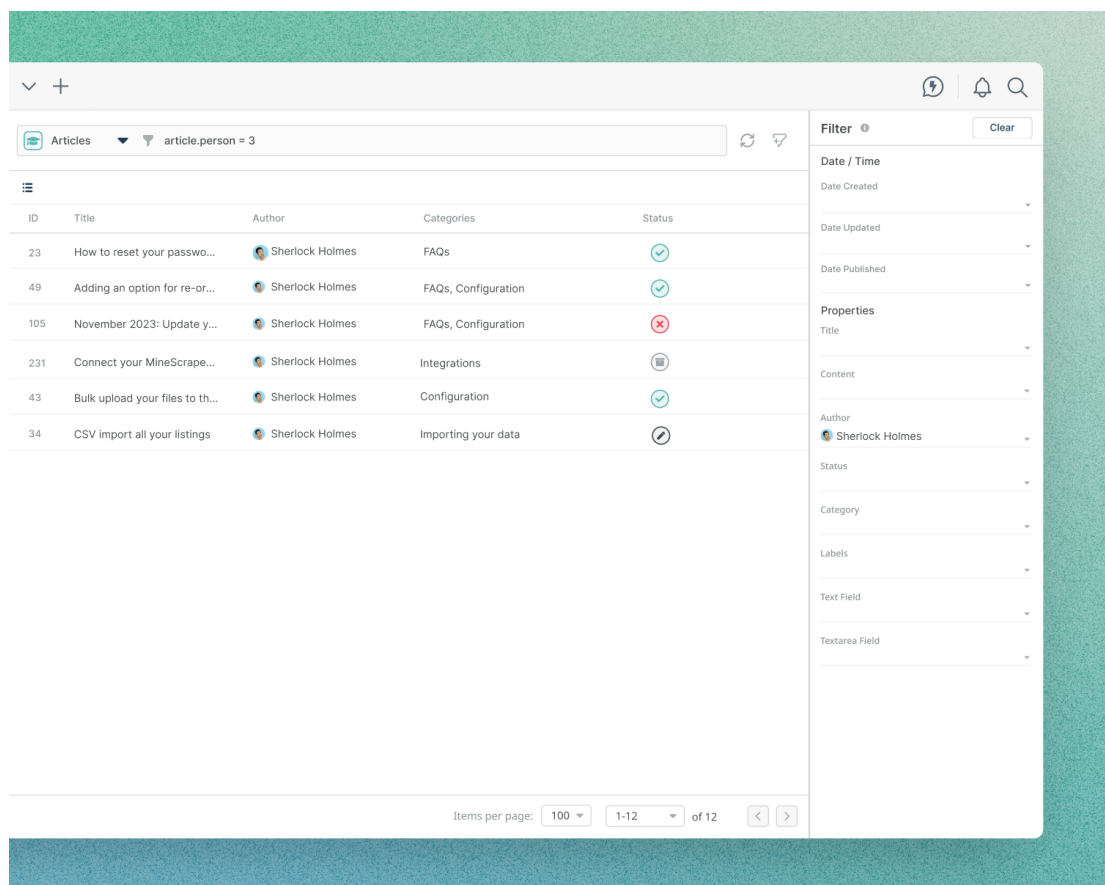 Articles article.person = 3
ID Title Author Categories Status
23 How to reset your passwo... Sherlock Holmes FAQs
49 Adding an option for re-or... Sherlock Holmes FAQs, Configuration
105 November 2023: Update y... Sherlock Holmes FAQs, Configuration
231 Connect your MineScrape... Sherlock Holmes Integrations
43 Bulk upload your files to th... Sherlock Holmes Configuration
34 CSV import all your listings Sherlock Holmes Importing your data
Items per page: 100 1-12 of 12
Filter Clear
Date / Time
Date Created
Date Updated
Date Published
Properties
Title
Content
Author
Sherlock Holmes
Status
Category
Labels
Text Field
Textarea Field